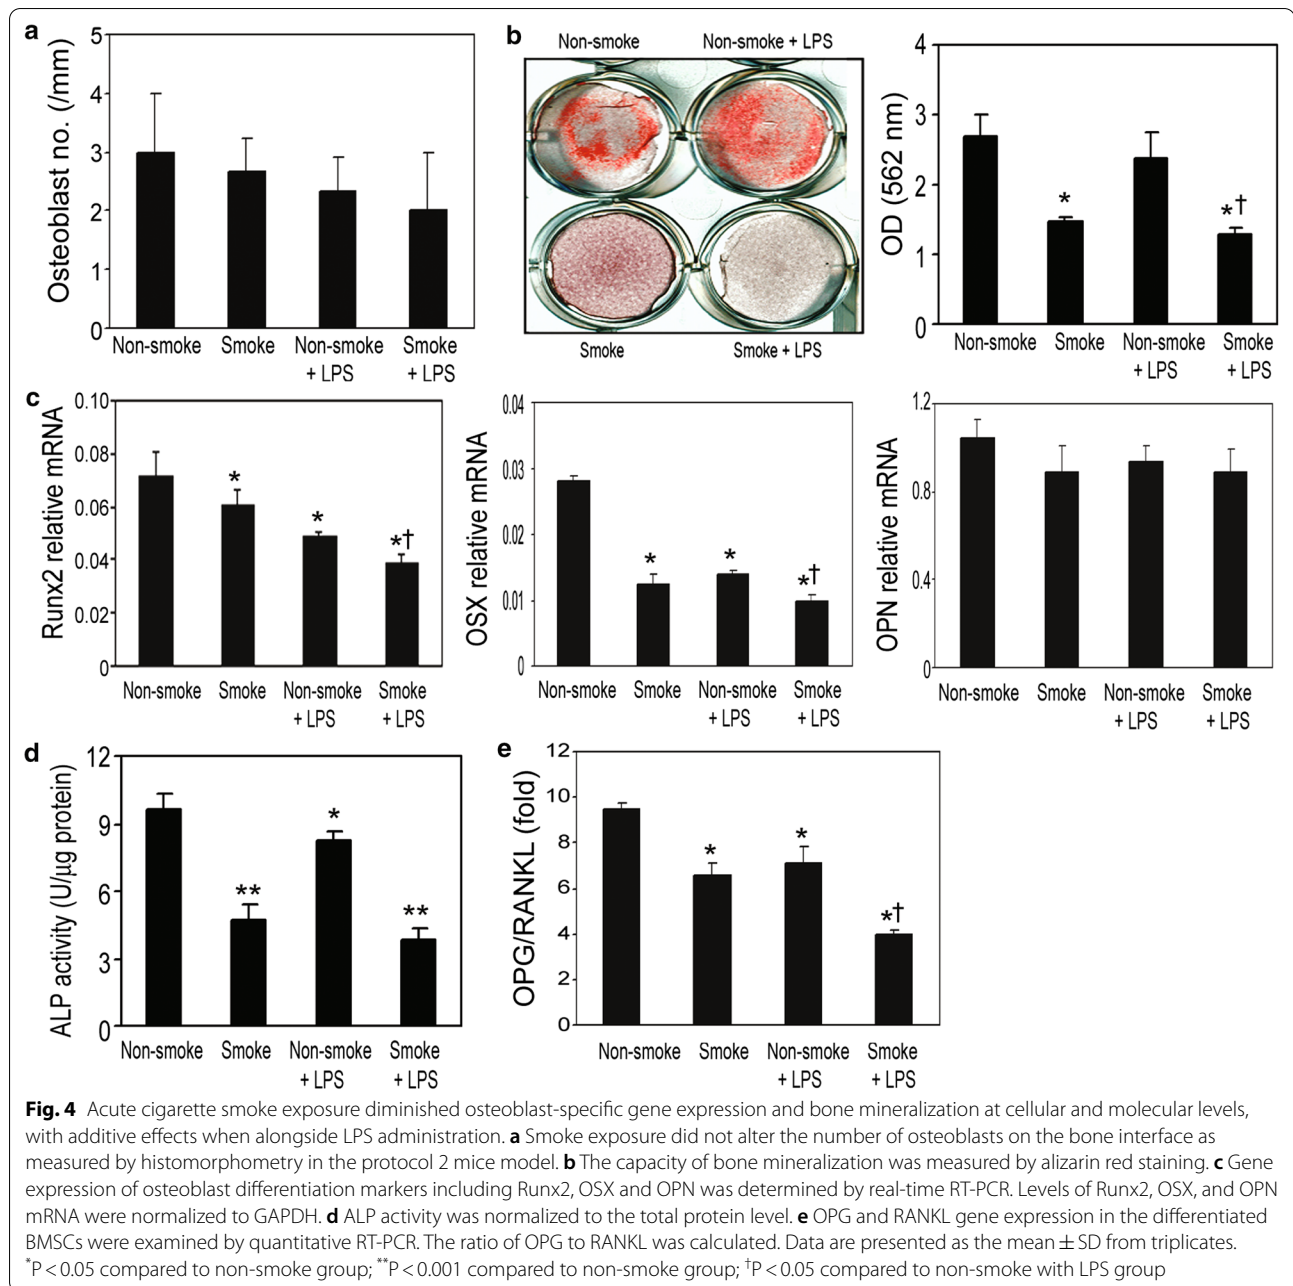 a
Osteoblast no. (/mm)
5
4
3
2
1
0
Non-smoke Smoke Non-smoke + LPS Smoke + LPS
b
Non-smoke Non-smoke + LPS
Smoke Smoke + LPS
OD (562 nm)
4
3
2
1
0
* *†
Non-smoke Smoke Non-smoke + LPS Smoke + LPS
c
Runx2 relative mRNA
0.10
0.08
0.06
0.04
0.02
0
* * *†
Non-smoke Smoke Non-smoke + LPS Smoke + LPS
OSX relative mRNA
0.04
0.03
0.02
0.01
0
* * *†
Non-smoke Smoke Non-smoke + LPS Smoke + LPS
OPN relative mRNA
1.2
0.8
0.4
0
Non-smoke Smoke Non-smoke + LPS Smoke + LPS
d
ALP activity (U/µg protein)
12
9
6
3
0
** * **
Non-smoke Smoke Non-smoke + LPS Smoke + LPS
e
OPG/RANKL (fold)
12
10
8
6
4
2
0
* * *†
Non-smoke Smoke Non-smoke + LPS Smoke + LPS
Fig. 4 Acute cigarette smoke exposure diminished osteoblast-specific gene expression and bone mineralization at cellular and molecular levels,
with additive effects when alongside LPS administration. a Smoke exposure did not alter the number of osteoblasts on the bone interface as
measured by histomorphometry in the protocol 2 mice model. b The capacity of bone mineralization was measured by alizarin red staining. c Gene
expression of osteoblast differentiation markers including Runx2, OSX and OPN was determined by real-time RT-PCR. Levels of Runx2, OSX, and OPN
mRNA were normalized to GAPDH. d ALP activity was normalized to the total protein level. e OPG and RANKL gene expression in the differentiated
BMSCs were examined by quantitative RT-PCR. The ratio of OPG to RANKL was calculated. Data are presented as the mean ± SD from triplicates.
*P < 0.05 compared to non-smoke group; **P < 0.001 compared to non-smoke group; †P < 0.05 compared to non-smoke with LPS group